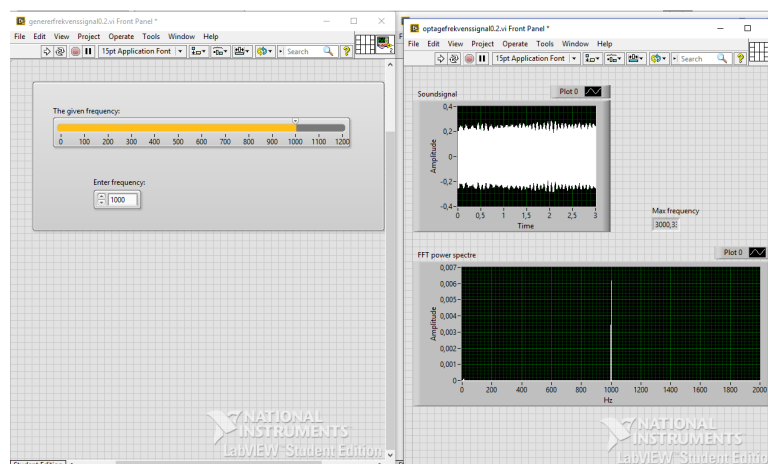 genererfrekvenssignal0.2.vi Front Panel *
File Edit View Project Operate Tools Window Help
15pt Application Font
Search
The given frequency:
0 100 200 300 400 500 600 700 800 900 1000 1100 1200
Enter frequency:
1000
NATIONAL
INSTRUMENTS
LabVIEW Student Edition
Student Edition
optagefrekvenssignal0.2.vi Front Panel *
File Edit View Project Operate Tools Window Help
15pt Application Font
Search
Soundsignal
Plot 0
0,4
0,2
0
-0,2
-0,4
Amplitude
0 0,5 1 1,5 2 2,5 3
Time
Max frequency
3000,3
FFT power spectre
Plot 0
0,007
0,006
0,005
0,004
0,003
0,002
0,001
0
Amplitude
0 200 400 600 800 1000 1200 1400 1600 1800 2000
Hz
NATIONAL
INSTRUMENTS
LabVIEW Student Edition